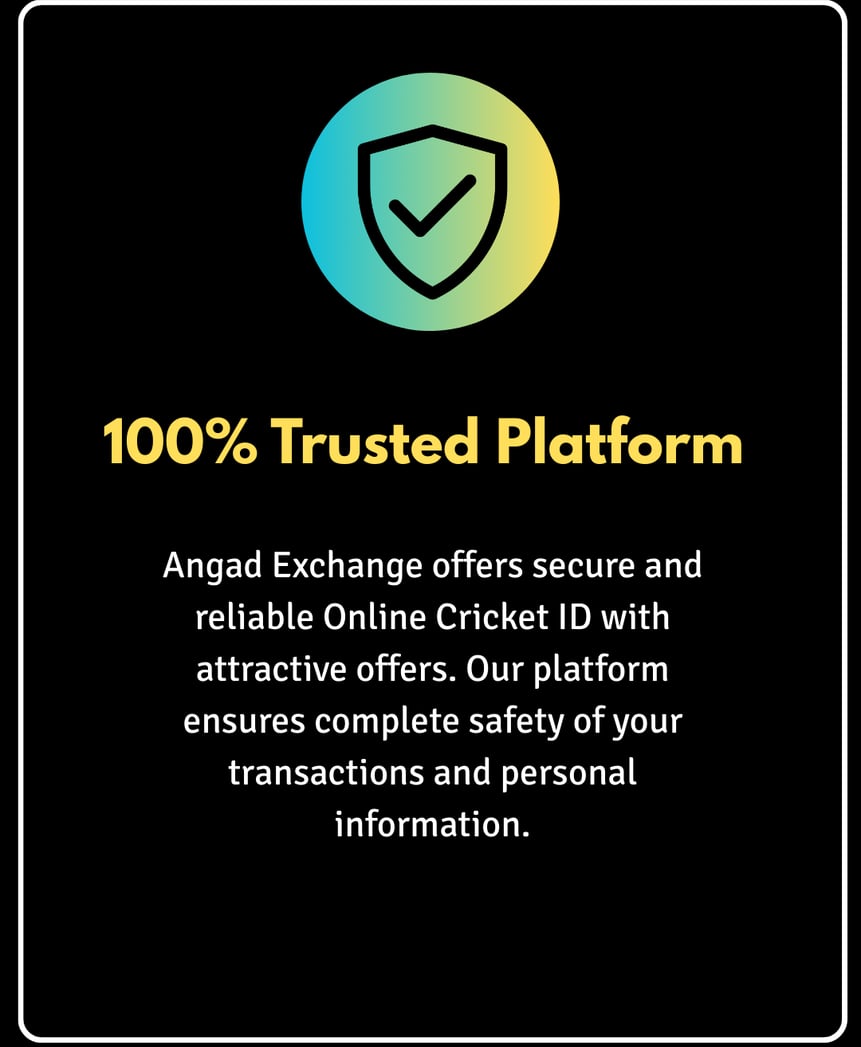 100% Trusted Platform
Angad Exchange offers secure and
reliable Online Cricket ID with
attractive offers. Our platform
ensures complete safety of your
transactions and personal
information.